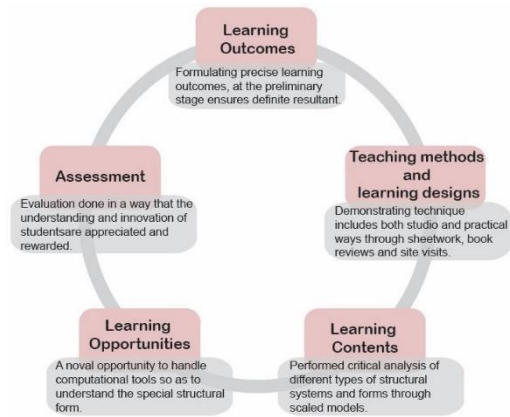 Learning
Outcomes
Formulating precise learning
outcomes, at the preliminary
stage ensures definite resultant.
Teaching methods
and
learning designs
Demonstrating technique
includes both studio and practical
ways through sheetwork, book
reviews and site visits.
Learning
Contents
Performed critical analysis of
different types of structural
systems and forms through
scaled models.
Learning
Opportunities
A noval opportunity to handle
computational tools so as to
understand the special structural
form.
Assessment
Evaluation done in a way that the
understanding and innovation of
studentsare appreciated and
rewarded.